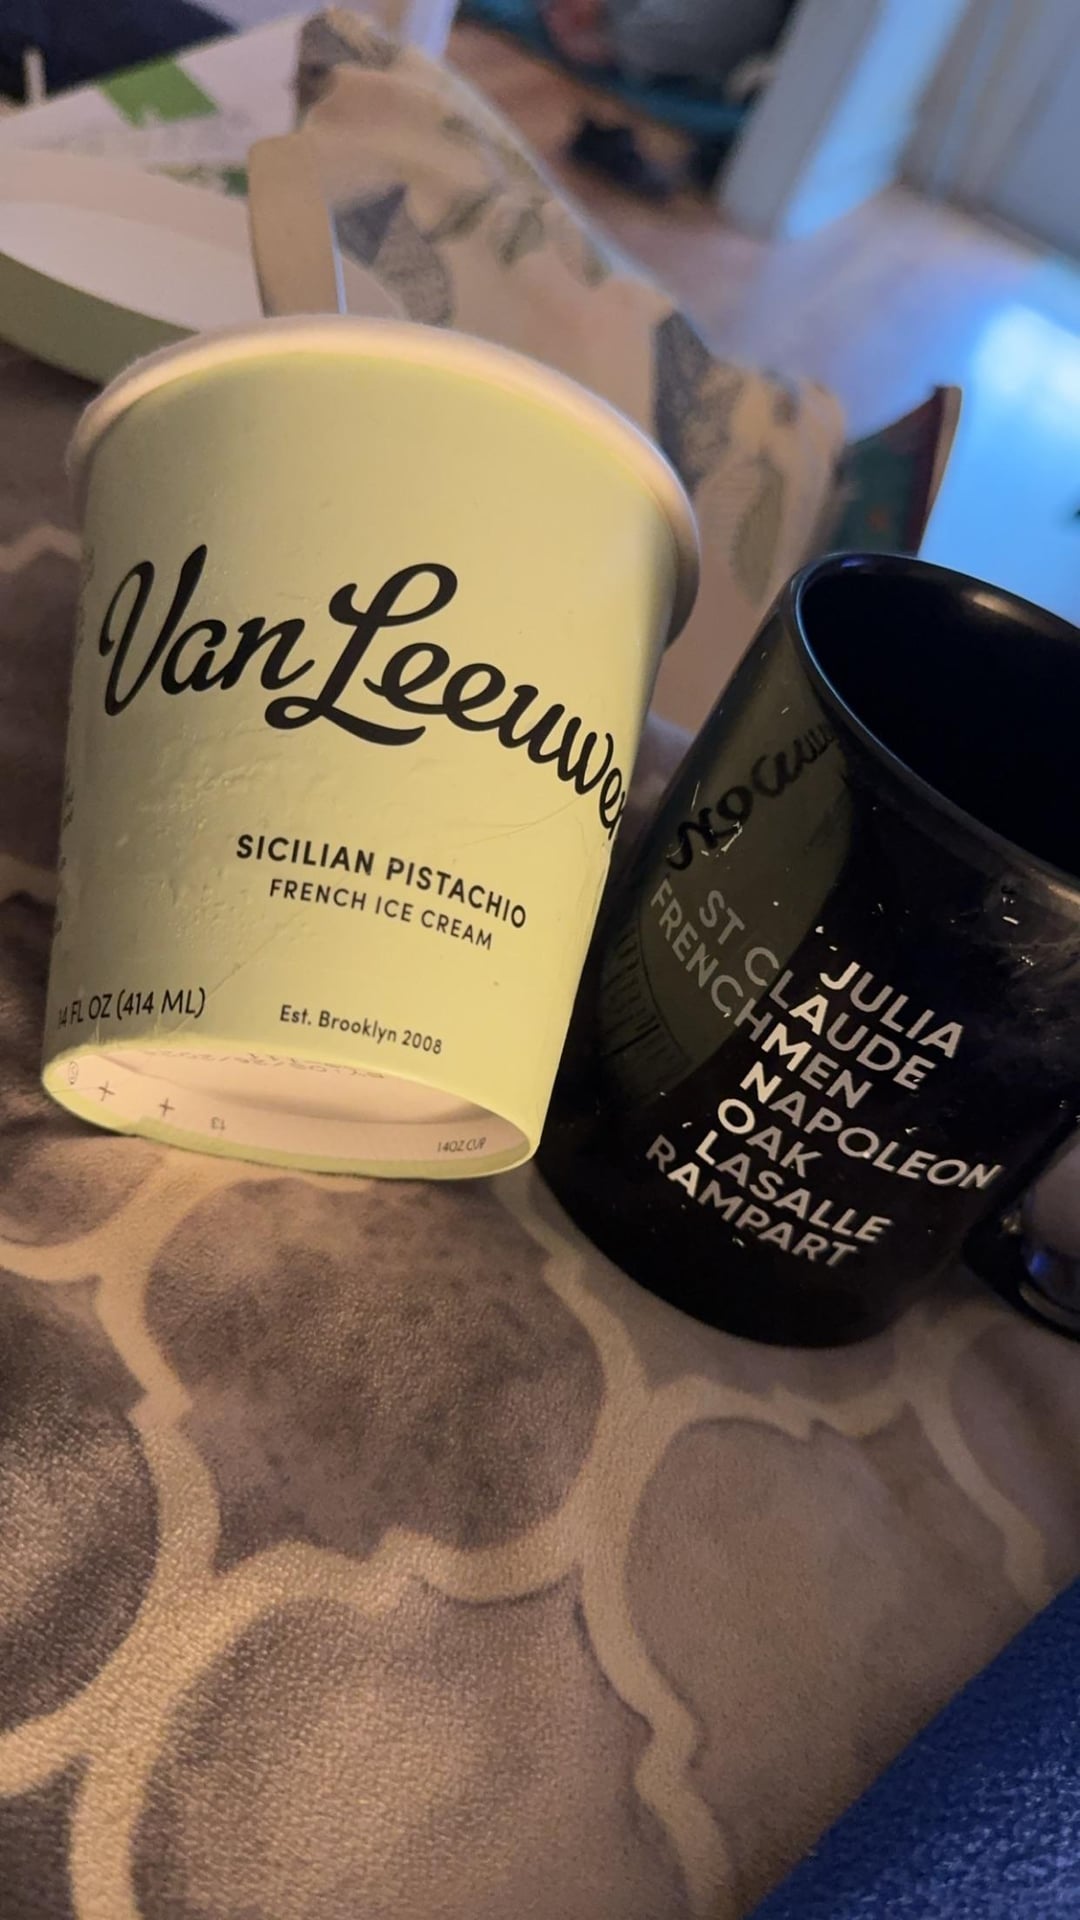 Van Leeuwen
SICILIAN PISTACHIO
FRENCH ICE CREAM
14 FL OZ (414 ML)
Est. Brooklyn 2008
13
14OZ CUP
JULIA
ST CLAUDE
FRENCHMEN
NAPOLEON
OAK
LASALLE
RAMPART